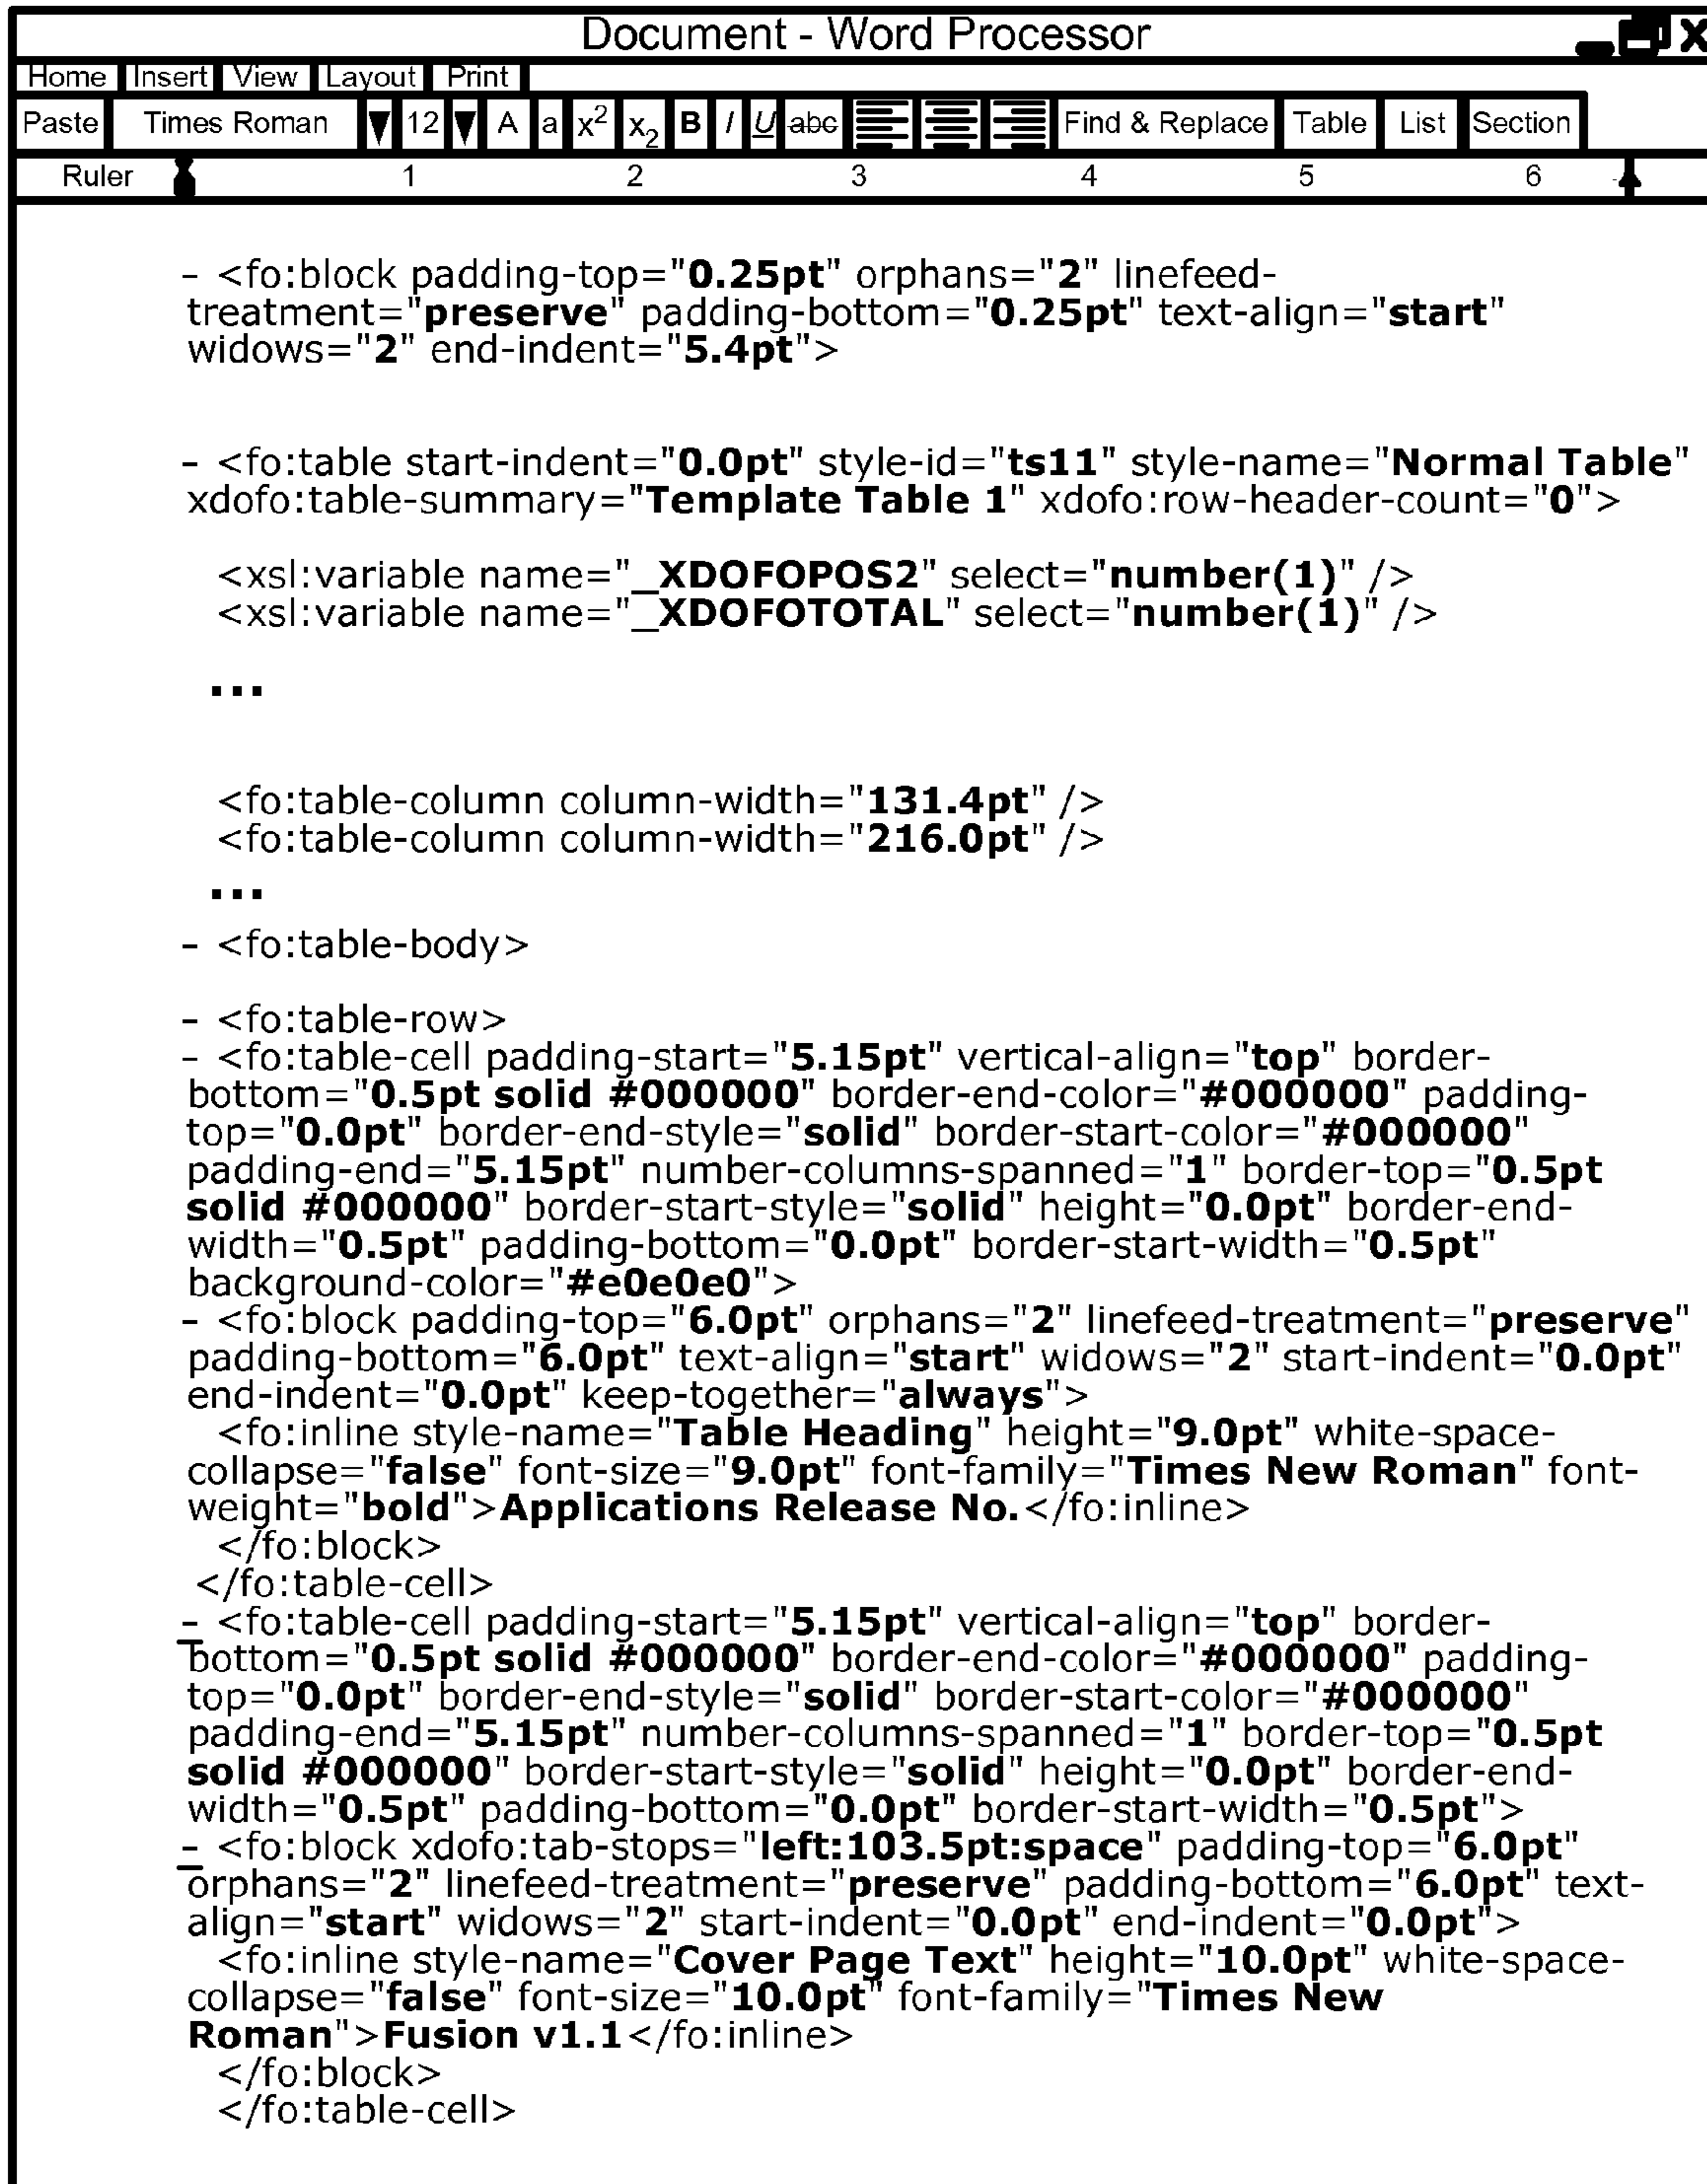 Document - Word Processor
Home Insert View Layout Print
Paste Times Roman 12 A a x² x₂ B I U abc Find & Replace Table List Section
Ruler 1 2 3 4 5 6
- <fo:block padding-top="0.25pt" orphans="2" linefeed-
treatment="preserve" padding-bottom="0.25pt" text-align="start"
widows="2" end-indent="5.4pt">
- <fo:table start-indent="0.0pt" style-id="ts11" style-name="Normal Table"
xdofo:table-summary="Template Table 1" xdofo:row-header-count="0">
<xsl:variable name="_XDOFOPOS2" select="number(1)" />
<xsl:variable name="_XDOFOTOTAL" select="number(1)" />
...
<fo:table-column column-width="131.4pt" />
<fo:table-column column-width="216.0pt" />
...
- <fo:table-body>
- <fo:table-row>
- <fo:table-cell padding-start="5.15pt" vertical-align="top" border-
bottom="0.5pt solid #000000" border-end-color="#000000" padding-
top="0.0pt" border-end-style="solid" border-start-color="#000000"
padding-end="5.15pt" number-columns-spanned="1" border-top="0.5pt
solid #000000" border-start-style="solid" height="0.0pt" border-end-
width="0.5pt" padding-bottom="0.0pt" border-start-width="0.5pt"
background-color="#e0e0e0">
- <fo:block padding-top="6.0pt" orphans="2" linefeed-treatment="preserve"
padding-bottom="6.0pt" text-align="start" widows="2" start-indent="0.0pt"
end-indent="0.0pt" keep-together="always">
<fo:inline style-name="Table Heading" height="9.0pt" white-space-
collapse="false" font-size="9.0pt" font-family="Times New Roman" font-
weight="bold">Applications Release No.</fo:inline>
</fo:block>
</fo:table-cell>
- <fo:table-cell padding-start="5.15pt" vertical-align="top" border-
bottom="0.5pt solid #000000" border-end-color="#000000" padding-
top="0.0pt" border-end-style="solid" border-start-color="#000000"
padding-end="5.15pt" number-columns-spanned="1" border-top="0.5pt
solid #000000" border-start-style="solid" height="0.0pt" border-end-
width="0.5pt" padding-bottom="0.0pt" border-start-width="0.5pt">
- <fo:block xdofo:tab-stops="left:103.5pt:space" padding-top="6.0pt"
orphans="2" linefeed-treatment="preserve" padding-bottom="6.0pt" text-
align="start" widows="2" start-indent="0.0pt" end-indent="0.0pt">
<fo:inline style-name="Cover Page Text" height="10.0pt" white-space-
collapse="false" font-size="10.0pt" font-family="Times New
Roman">Fusion v1.1</fo:inline>
</fo:block>
</fo:table-cell>